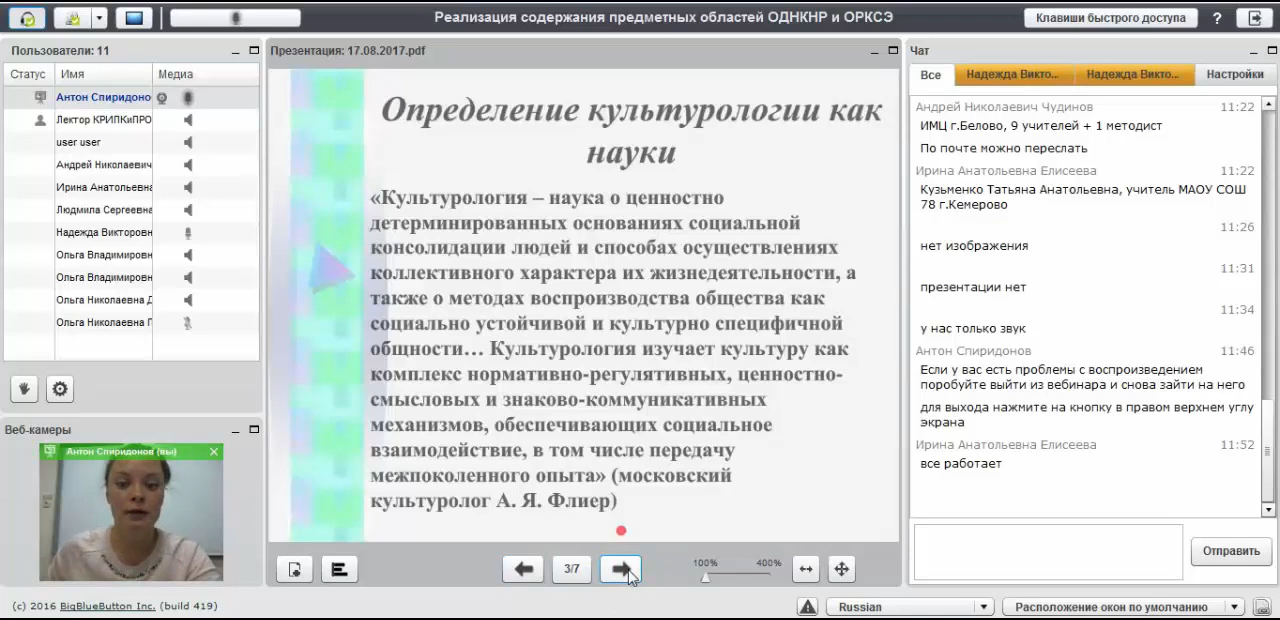 Реализация содержания предметных областей ОДНКНР и ОРКСЭ
Клавиши быстрого доступа
?
Пользователи: 11
Статус Имя Медиа
Антон Спиридоно
Лектор КРИПКиПРО
user user
Андрей Николаевич
Ирина Анатольевна
Людмила Сергеевна
Надежда Викторовн
Ольга Владимировн
Ольга Владимировн
Ольга Николаевна Д
Ольга Николаевна Г
Веб-камеры
Антон Спиридонов (вы)
Презентация: 17.08.2017.pdf
Определение культурологии как
науки
«Культурология – наука о ценностно
детерминированных основаниях социальной
консолидации людей и способах осуществлениях
коллективного характера их жизнедеятельности, а
также о методах воспроизводства общества как
социально устойчивой и культурно специфичной
общности… Культурология изучает культуру как
комплекс нормативно-регулятивных, ценностно-
смысловых и знаково-коммуникативных
механизмов, обеспечивающих социальное
взаимодействие, в том числе передачу
межпоколенного опыта» (московский
культуролог А. Я. Флиер)
3/7
100% 400%
Чат
Все Надежда Викто... Надежда Викто... Настройки
Андрей Николаевич Чудинов 11:22
ИМЦ г.Белово, 9 учителей + 1 методист
По почте можно переслать
Ирина Анатольевна Елисеева 11:22
Кузьменко Татьяна Анатольевна, учитель МАОУ СОШ
78 г.Кемерово
11:26
нет изображения
11:31
презентации нет
11:34
у нас только звук
Антон Спиридонов 11:46
Если у вас есть проблемы с воспроизведением
поробуйте выйти из вебинара и снова зайти на него
для выхода нажмите на кнопку в правом верхнем углу
экрана
Ирина Анатольевна Елисеева 11:52
все работает
Отправить
(c) 2016 BigBlueButton Inc. (build 419)
Russian
Расположение окон по умолчанию